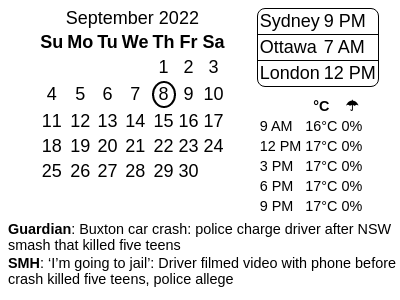 September 2022
Su Mo Tu We Th Fr Sa
1 2 3
4 5 6 7 8 9 10
11 12 13 14 15 16 17
18 19 20 21 22 23 24
25 26 27 28 29 30
Sydney 9 PM
Ottawa 7 AM
London 12 PM
°C ☂
9 AM 16°C 0%
12 PM 17°C 0%
3 PM 17°C 0%
6 PM 17°C 0%
9 PM 17°C 0%
Guardian: Buxton car crash: police charge driver after NSW
smash that killed five teens
SMH: ‘I’m going to jail’: Driver filmed video with phone before
crash killed five teens, police allege